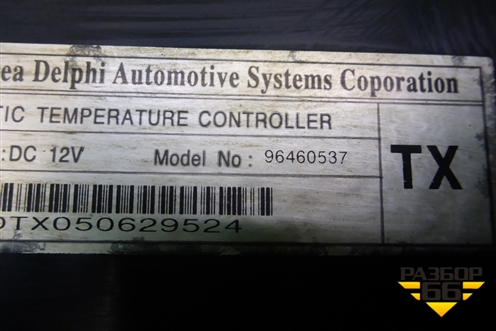 ea Delphi Automotive Systems Coporation
TIC TEMPERATURE CONTROLLER
: DC 12V Model No : 96460537
TX
TX050629524
РАЗБОР
66